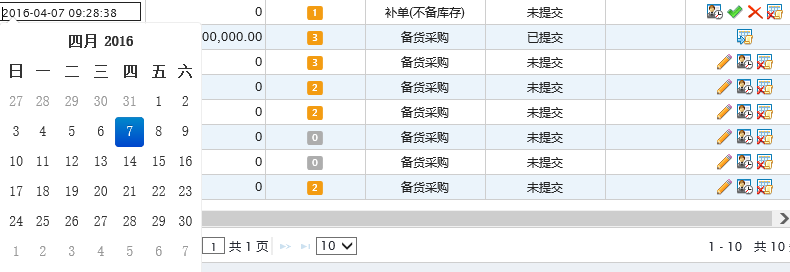 2016-04-07 09:28:38 0 1 补单(不备库存) 未提交
四月 2016 00,000.00 3 备货采购 已提交
日 一 二 三 四 五 六 0 3 备货采购 未提交
27 28 29 30 31 1 2 0 2 备货采购 未提交
0 2 备货采购 未提交
3 4 5 6 7 8 9 0 0 备货采购 未提交
10 11 12 13 14 15 16 0 0 备货采购 未提交
17 18 19 20 21 22 23 0 2 备货采购 未提交
24 25 26 27 28 29 30
1 2 3 4 5 6 7 1 共 1 页 10 1 - 10 共 10